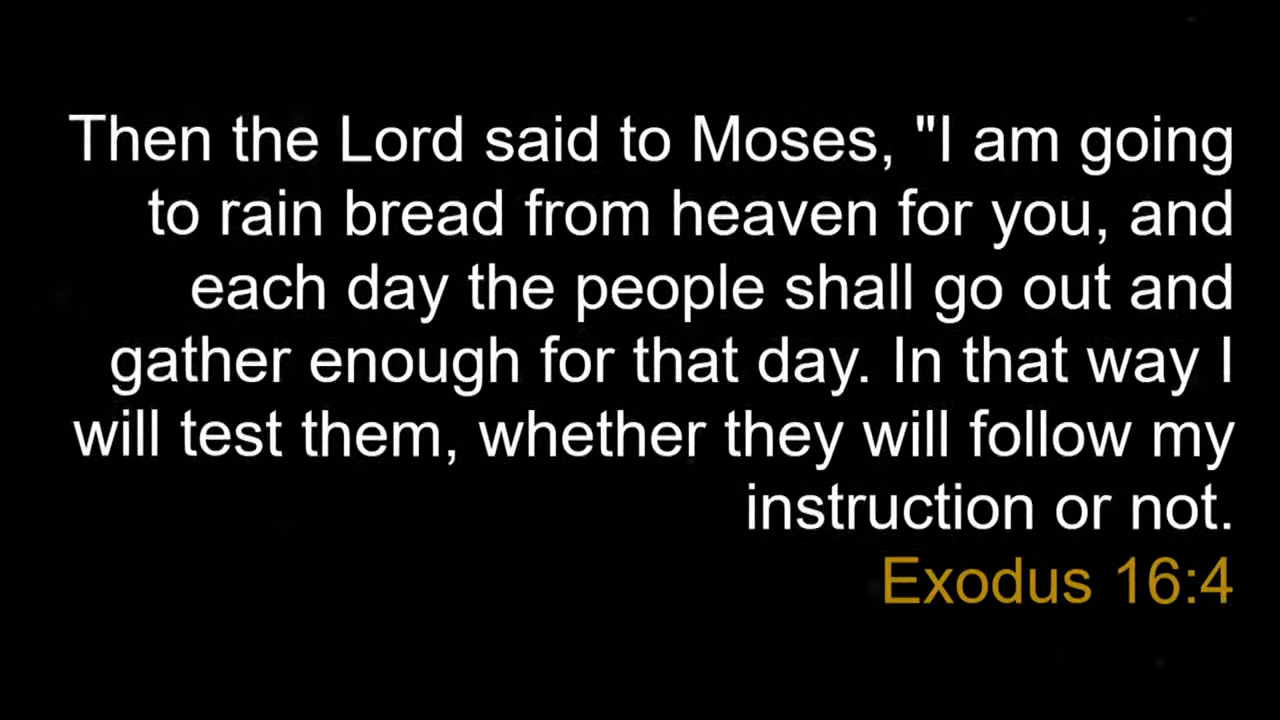 Then the Lord said to Moses, "I am going
to rain bread from heaven for you, and
each day the people shall go out and
gather enough for that day. In that way I
will test them, whether they will follow my
instruction or not.
Exodus 16:4